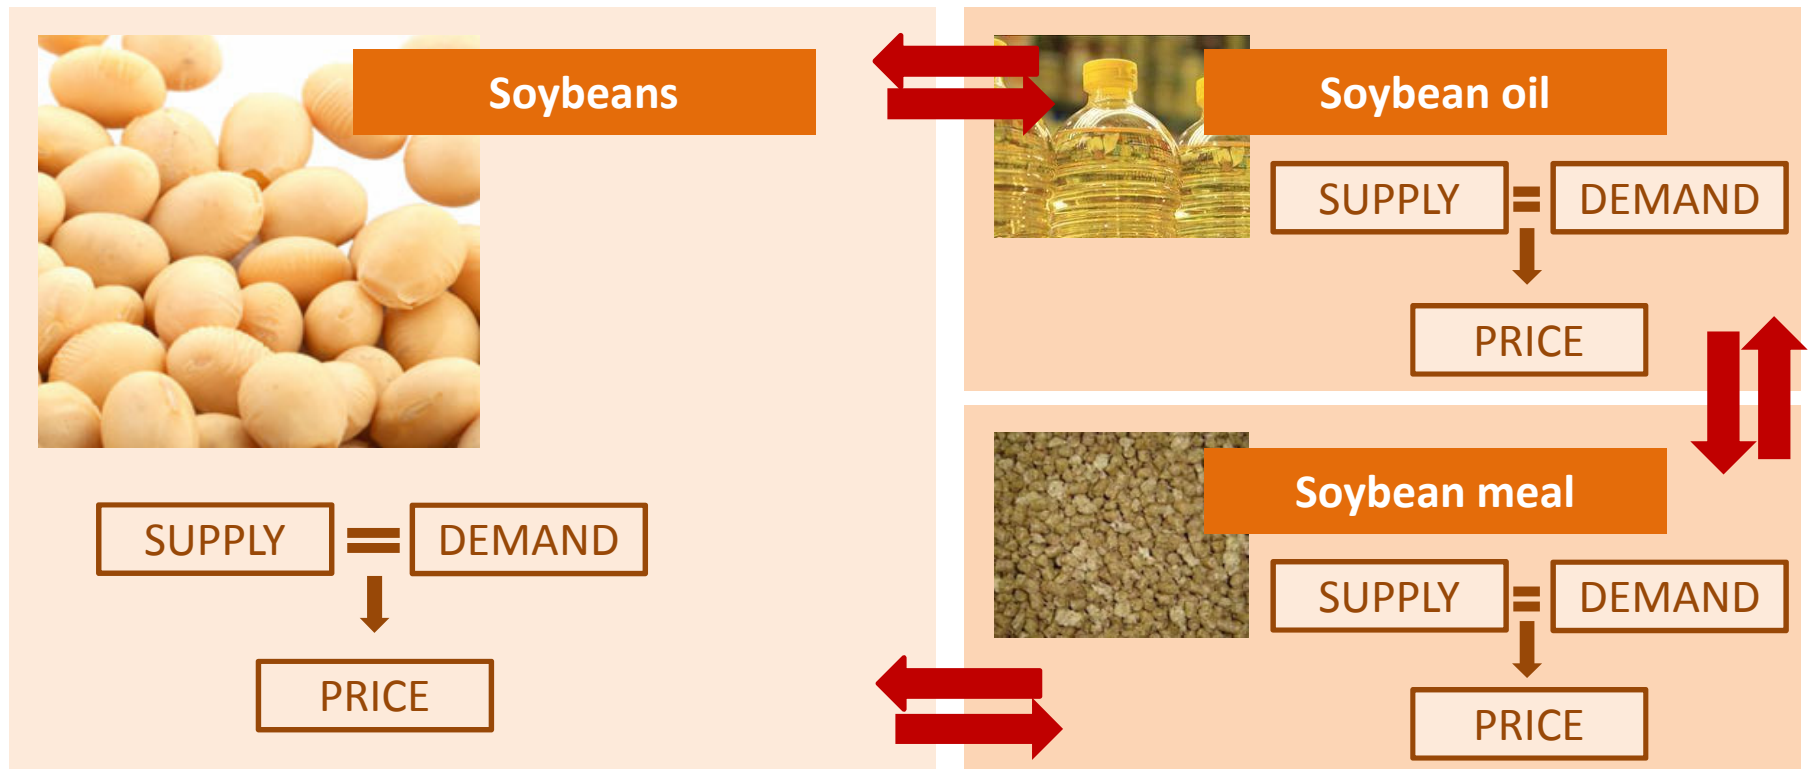 Soybeans
SUPPLY = DEMAND
PRICE
Soybean oil
SUPPLY = DEMAND
PRICE
Soybean meal
SUPPLY = DEMAND
PRICE